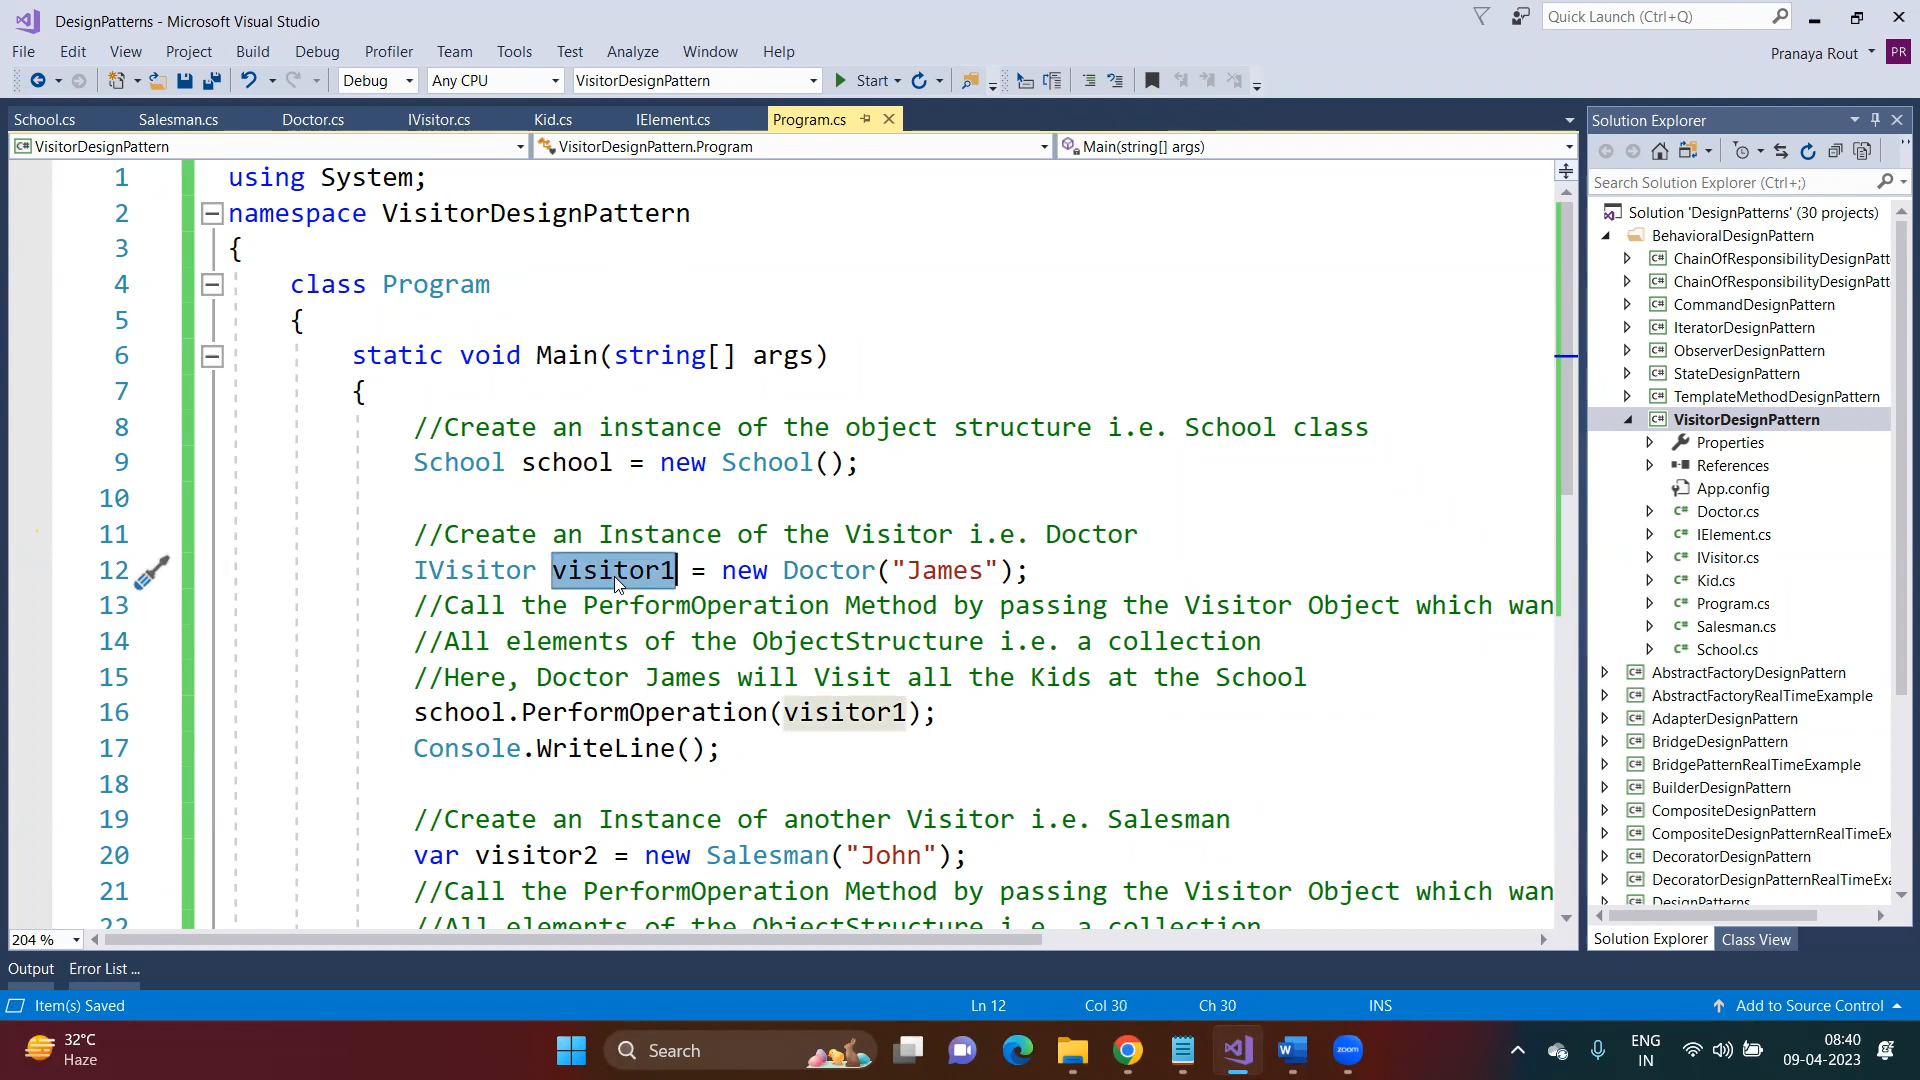 DesignPatterns - Microsoft Visual Studio
Quick Launch (Ctrl+Q)
File Edit View Project Build Debug Profiler Team Tools Test Analyze Window Help
Pranaya Rout
PR
Debug
Any CPU
VisitorDesignPattern
Start
School.cs Salesman.cs Doctor.cs IVisitor.cs Kid.cs IElement.cs Program.cs
VisitorDesignPattern
VisitorDesignPattern.Program
Main(string[] args)
1 using System;
2 namespace VisitorDesignPattern
3 {
4 class Program
5 {
6 static void Main(string[] args)
7 {
8 //Create an instance of the object structure i.e. School class
9 School school = new School();
10
11 //Create an Instance of the Visitor i.e. Doctor
12 IVisitor visitor1 = new Doctor("James");
13 //Call the PerformOperation Method by passing the Visitor Object which wan
14 //All elements of the ObjectStructure i.e. a collection
15 //Here, Doctor James will Visit all the Kids at the School
16 school.PerformOperation(visitor1);
17 Console.WriteLine();
18
19 //Create an Instance of another Visitor i.e. Salesman
20 var visitor2 = new Salesman("John");
21 //Call the PerformOperation Method by passing the Visitor Object which wan
22 //All elements of the ObjectStructure i.e. a collection
204 %
Solution Explorer
Search Solution Explorer (Ctrl+;)
Solution 'DesignPatterns' (30 projects)
BehavioralDesignPattern
C# ChainOfResponsibilityDesignPatt
C# ChainOfResponsibilityDesignPatt
C# CommandDesignPattern
C# IteratorDesignPattern
C# ObserverDesignPattern
C# StateDesignPattern
C# TemplateMethodDesignPattern
C# VisitorDesignPattern
Properties
References
App.config
C# Doctor.cs
C# IElement.cs
C# IVisitor.cs
C# Kid.cs
C# Program.cs
C# Salesman.cs
C# School.cs
C# AbstractFactoryDesignPattern
C# AbstractFactoryRealTimeExample
C# AdapterDesignPattern
C# BridgeDesignPattern
C# BridgePatternRealTimeExample
C# BuilderDesignPattern
C# CompositeDesignPattern
C# CompositeDesignPatternRealTimeEx
C# DecoratorDesignPattern
C# DecoratorDesignPatternRealTimeExa
C# DesignPatterns
Solution Explorer Class View
Output Error List ...
Item(s) Saved
Ln 12 Col 30 Ch 30 INS
Add to Source Control
32°C
Haze
Search
zoom
ENG
IN
08:40
09-04-2023